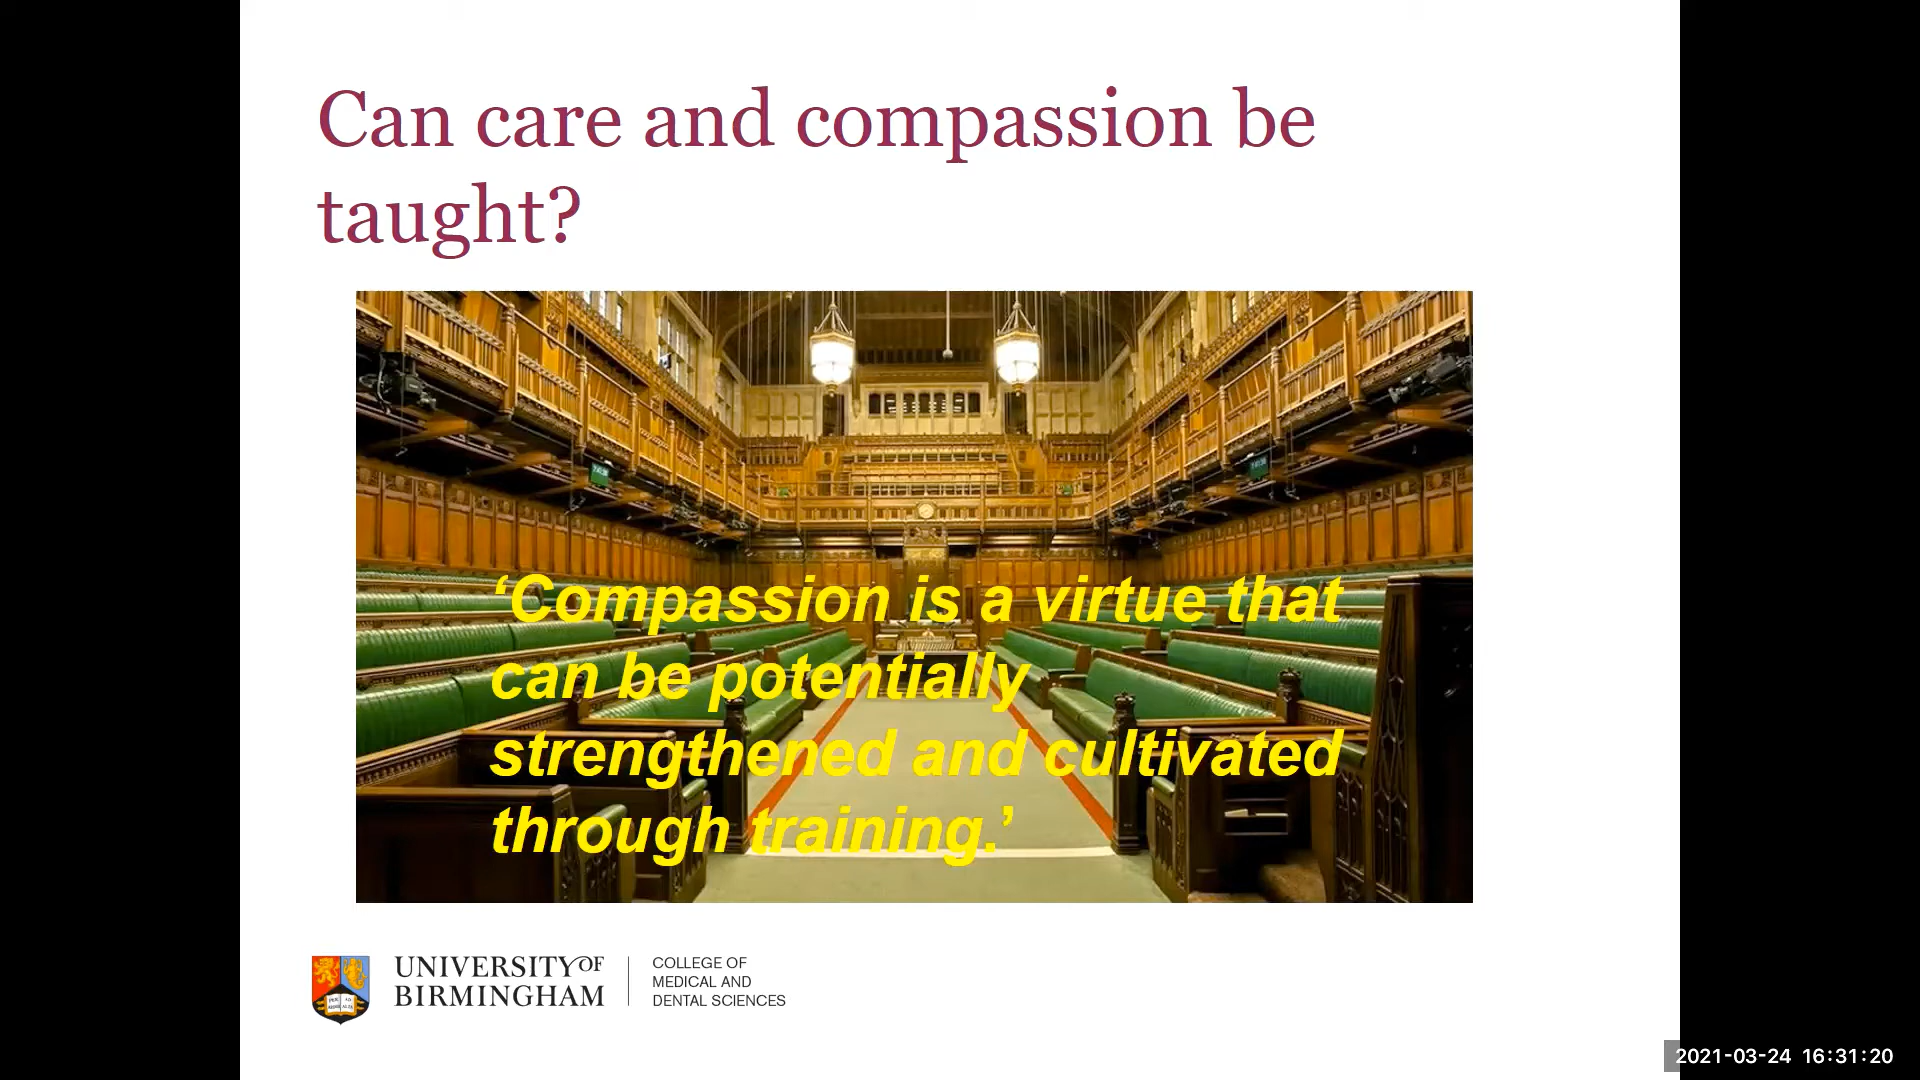 Can care and compassion be
taught?
‘Compassion is a virtue that
can be potentially
strengthened and cultivated
through training.’
UNIVERSITY OF
BIRMINGHAM
COLLEGE OF
MEDICAL AND
DENTAL SCIENCES
2021-03-24 16:31:20